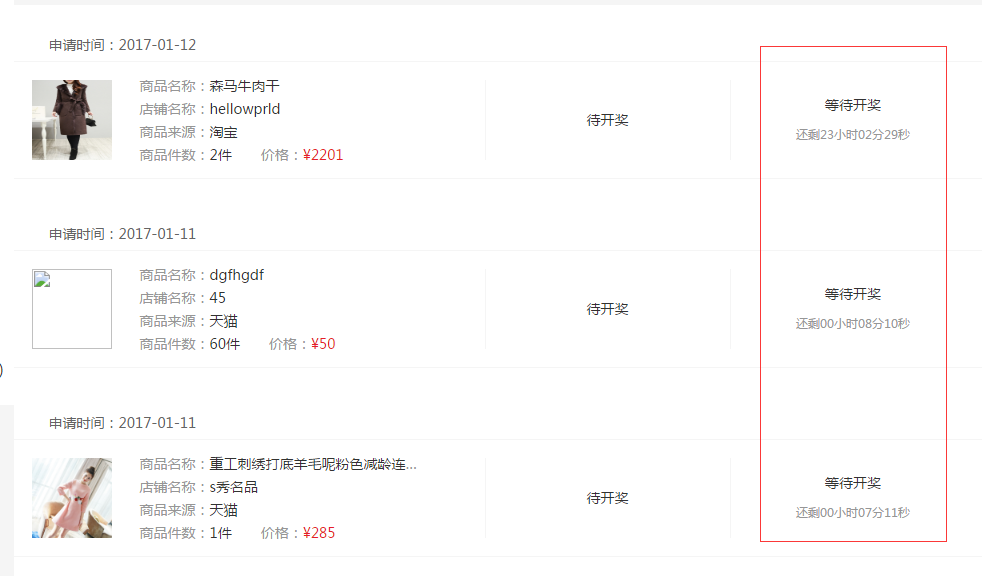 申请时间：2017-01-12
商品名称：森马牛肉干
店铺名称：hellowprld
商品来源：淘宝
商品件数：2件 价格：¥2201
待开奖
等待开奖
还剩23小时02分29秒
申请时间：2017-01-11
商品名称：dgfhgdf
店铺名称：45
商品来源：天猫
商品件数：60件 价格：¥50
待开奖
等待开奖
还剩00小时08分10秒
)
申请时间：2017-01-11
商品名称：重工刺绣打底羊毛呢粉色减龄连...
店铺名称：s秀名品
商品来源：天猫
商品件数：1件 价格：¥285
待开奖
等待开奖
还剩00小时07分11秒